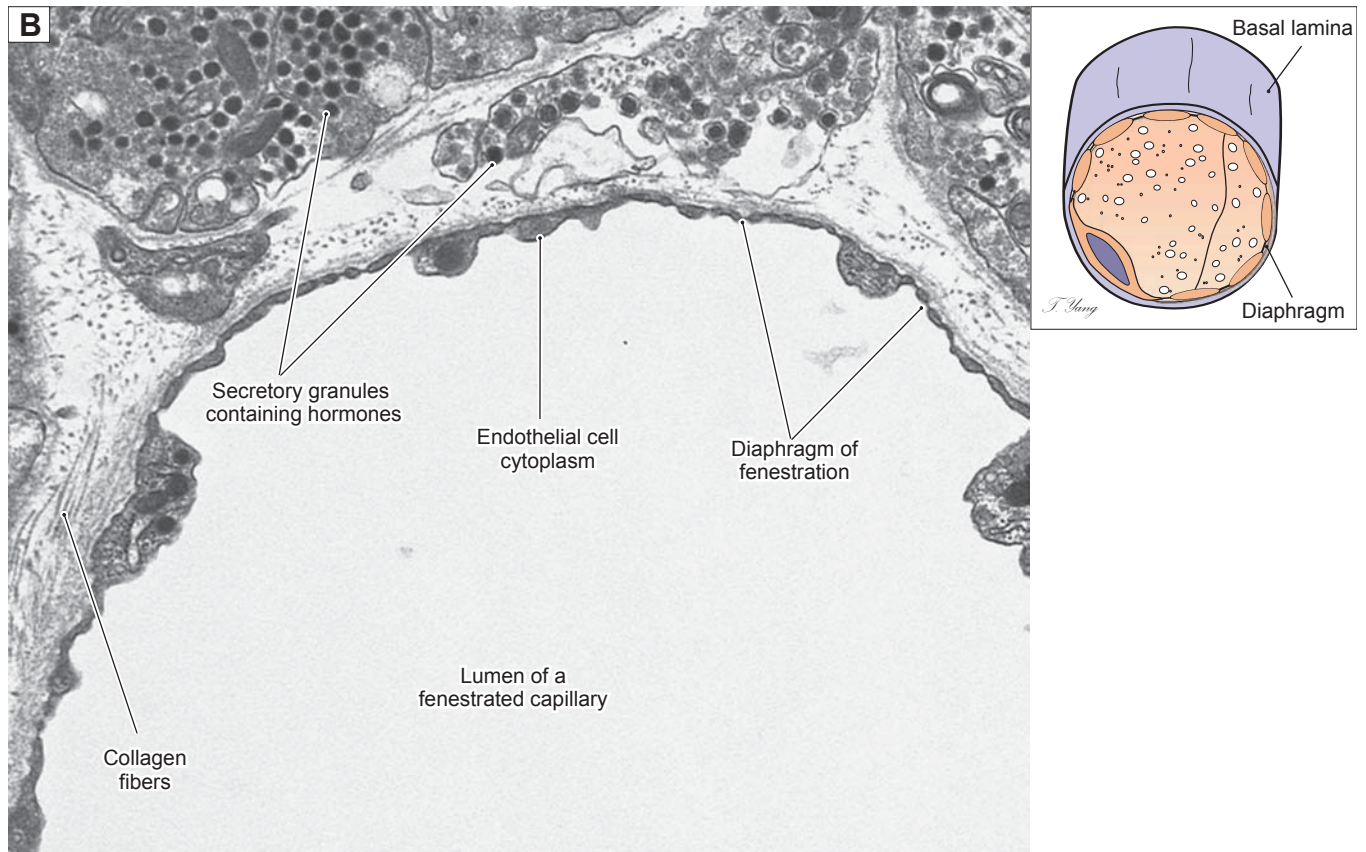 B
Basal lamina
T. Yang
Diaphragm
Secretory granules
containing hormones
Endothelial cell
cytoplasm
Diaphragm of
fenestration
Lumen of a
fenestrated capillary
Collagen
fibers